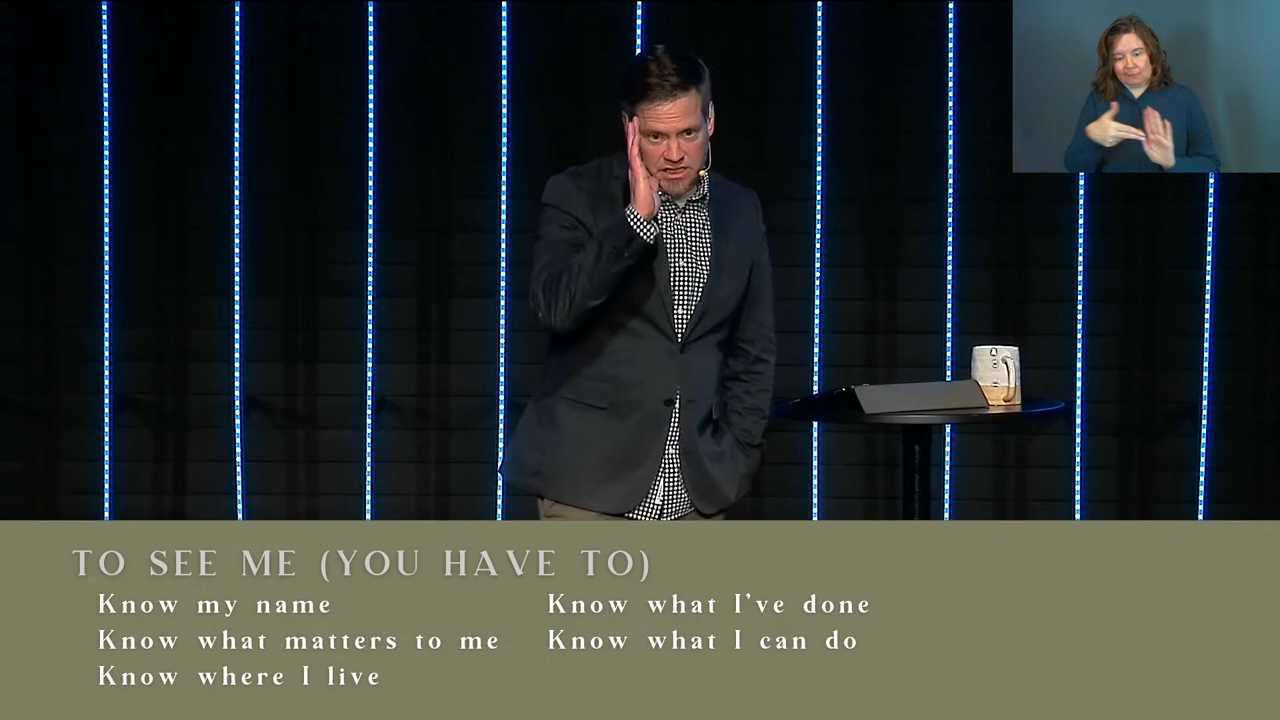 TO SEE ME (YOU HAVE TO)
Know my name
Know what matters to me
Know where I live
Know what I've done
Know what I can do